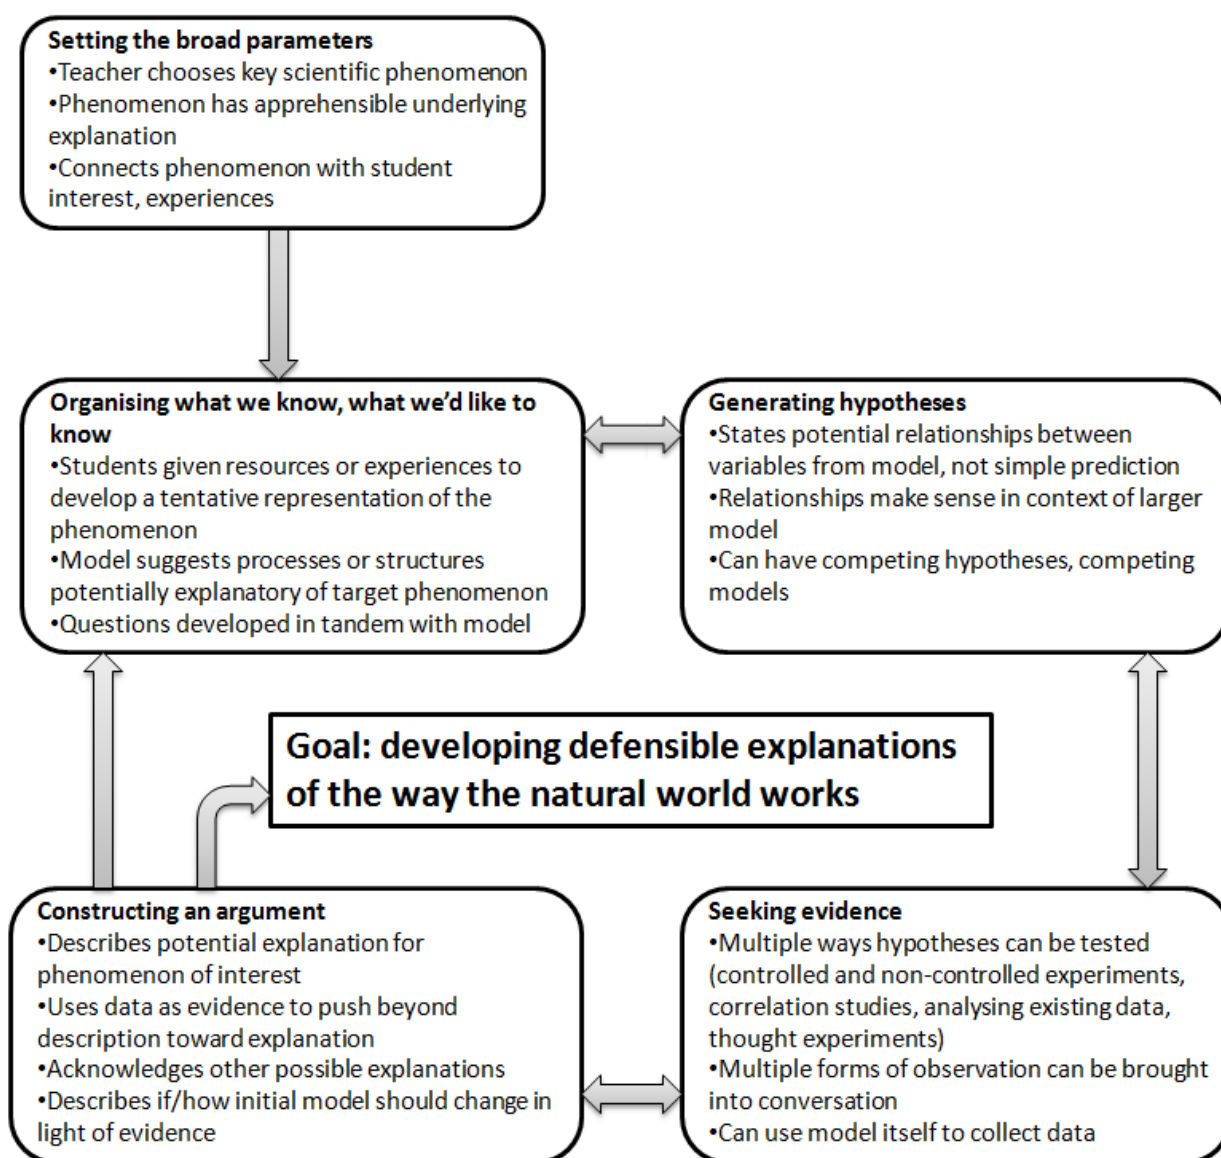 Setting the broad parameters
•Teacher chooses key scientific phenomenon
•Phenomenon has apprehensible underlying
explanation
•Connects phenomenon with student
interest, experiences
Organising what we know, what we'd like to
know
•Students given resources or experiences to
develop a tentative representation of the
phenomenon
•Model suggests processes or structures
potentially explanatory of target phenomenon
•Questions developed in tandem with model
Generating hypotheses
•States potential relationships between
variables from model, not simple prediction
•Relationships make sense in context of larger
model
•Can have competing hypotheses, competing
models
Goal: developing defensible explanations
of the way the natural world works
Constructing an argument
•Describes potential explanation for
phenomenon of interest
•Uses data as evidence to push beyond
description toward explanation
•Acknowledges other possible explanations
•Describes if/how initial model should change in
light of evidence
Seeking evidence
•Multiple ways hypotheses can be tested
(controlled and non-controlled experiments,
correlation studies, analysing existing data,
thought experiments)
•Multiple forms of observation can be brought
into conversation
•Can use model itself to collect data